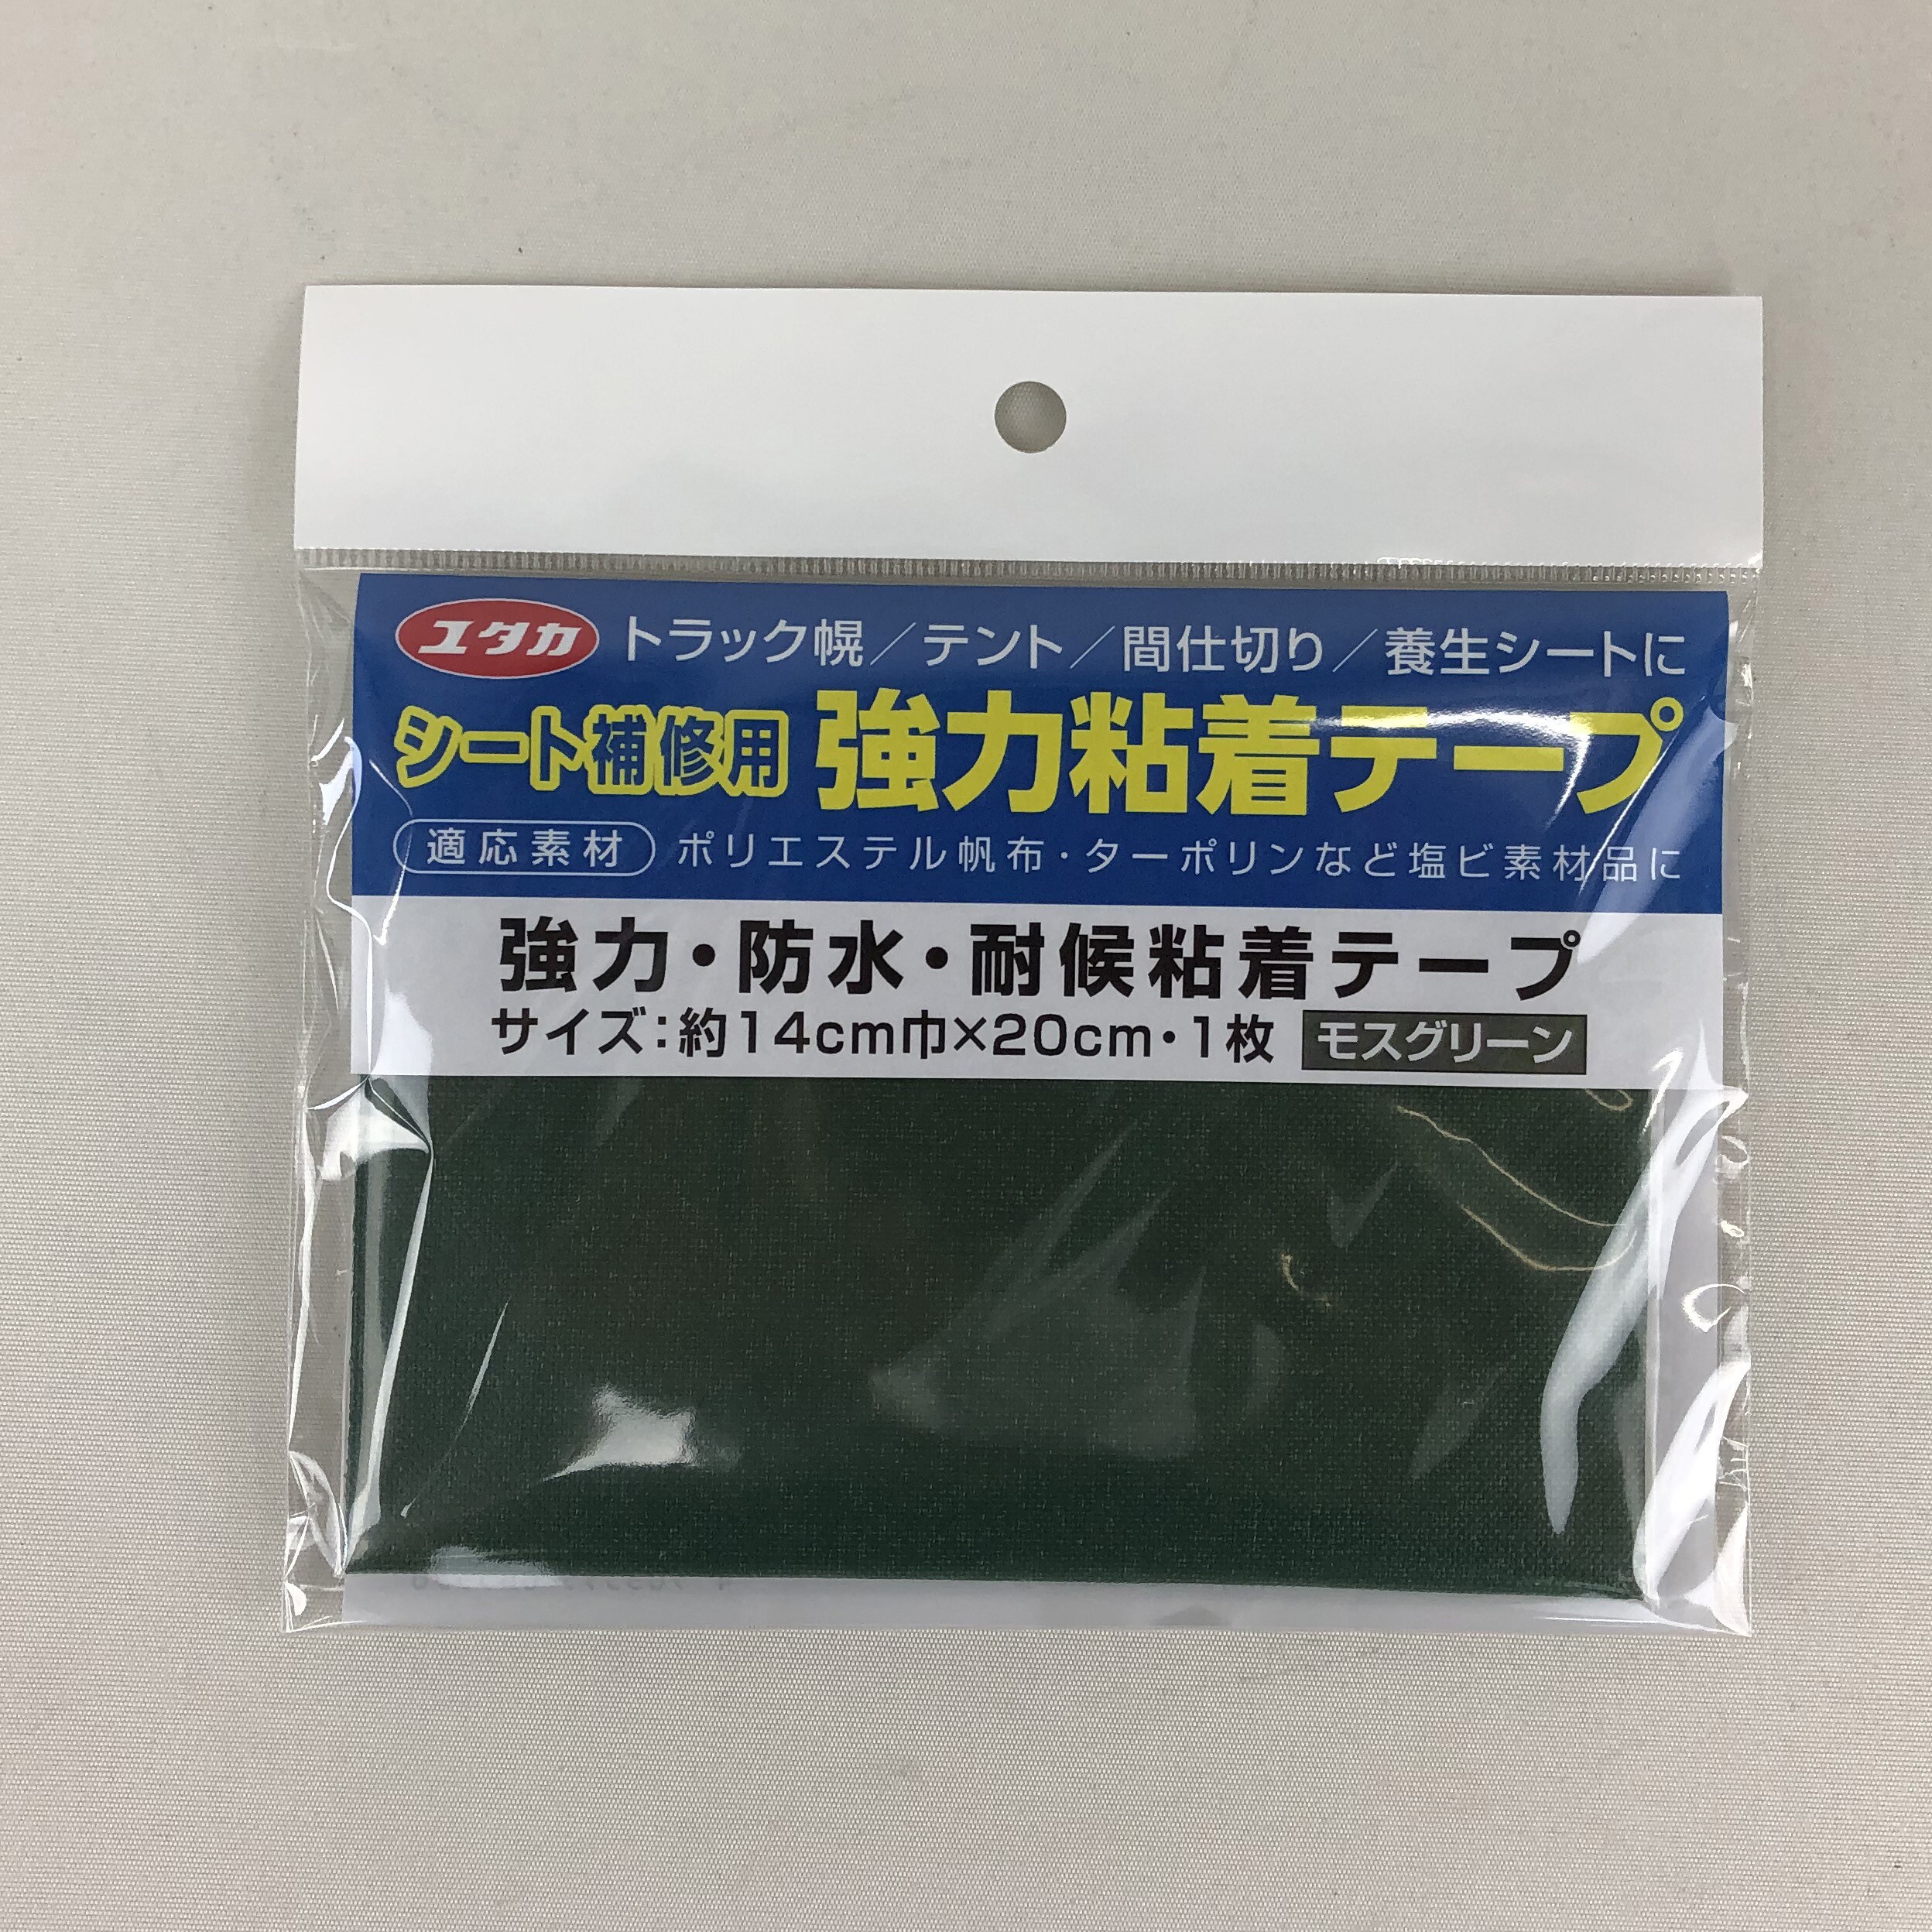 ユタカ トラック幌／テント／間仕切り／養生シートに
シート補修用 強力粘着テープ
適応素材 ポリエステル帆布・ターポリンなど塩ビ素材品に
強力・防水・耐候粘着テープ
サイズ：約14cm巾×20cm・1枚 モスグリーン